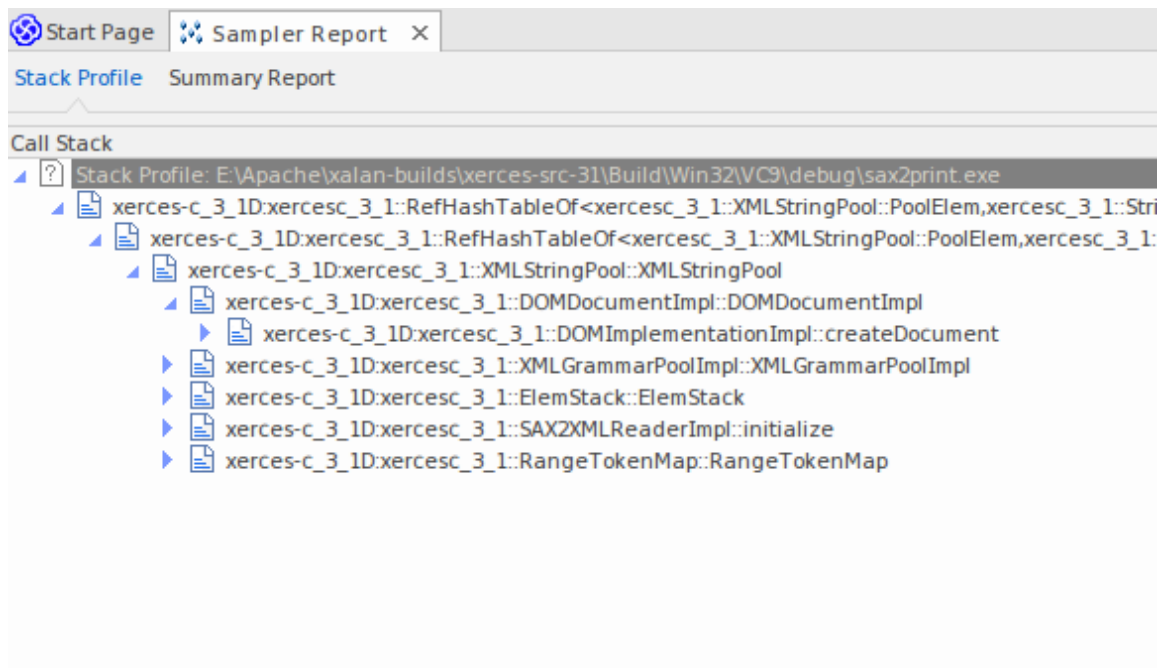 Start Page Sampler Report ×
Stack Profile Summary Report
Call Stack
Stack Profile: E:\Apache\xalan-builds\xerces-src-31\Build\Win32\VC9\debug\sax2print.exe
xerces-c_3_1D:xercesc_3_1::RefHashTableOf<xercesc_3_1::XMLStringPool::PoolElem,xercesc_3_1::Stri
xerces-c_3_1D:xercesc_3_1::RefHashTableOf<xercesc_3_1::XMLStringPool::PoolElem,xercesc_3_1:
xerces-c_3_1D:xercesc_3_1::XMLStringPool::XMLStringPool
xerces-c_3_1D:xercesc_3_1::DOMDocumentImpl::DOMDocumentImpl
xerces-c_3_1D:xercesc_3_1::DOMImplementationImpl::createDocument
xerces-c_3_1D:xercesc_3_1::XMLGrammarPoolImpl::XMLGrammarPoolImpl
xerces-c_3_1D:xercesc_3_1::ElemStack::ElemStack
xerces-c_3_1D:xercesc_3_1::SAX2XMLReaderImpl::initialize
xerces-c_3_1D:xercesc_3_1::RangeTokenMap::RangeTokenMap